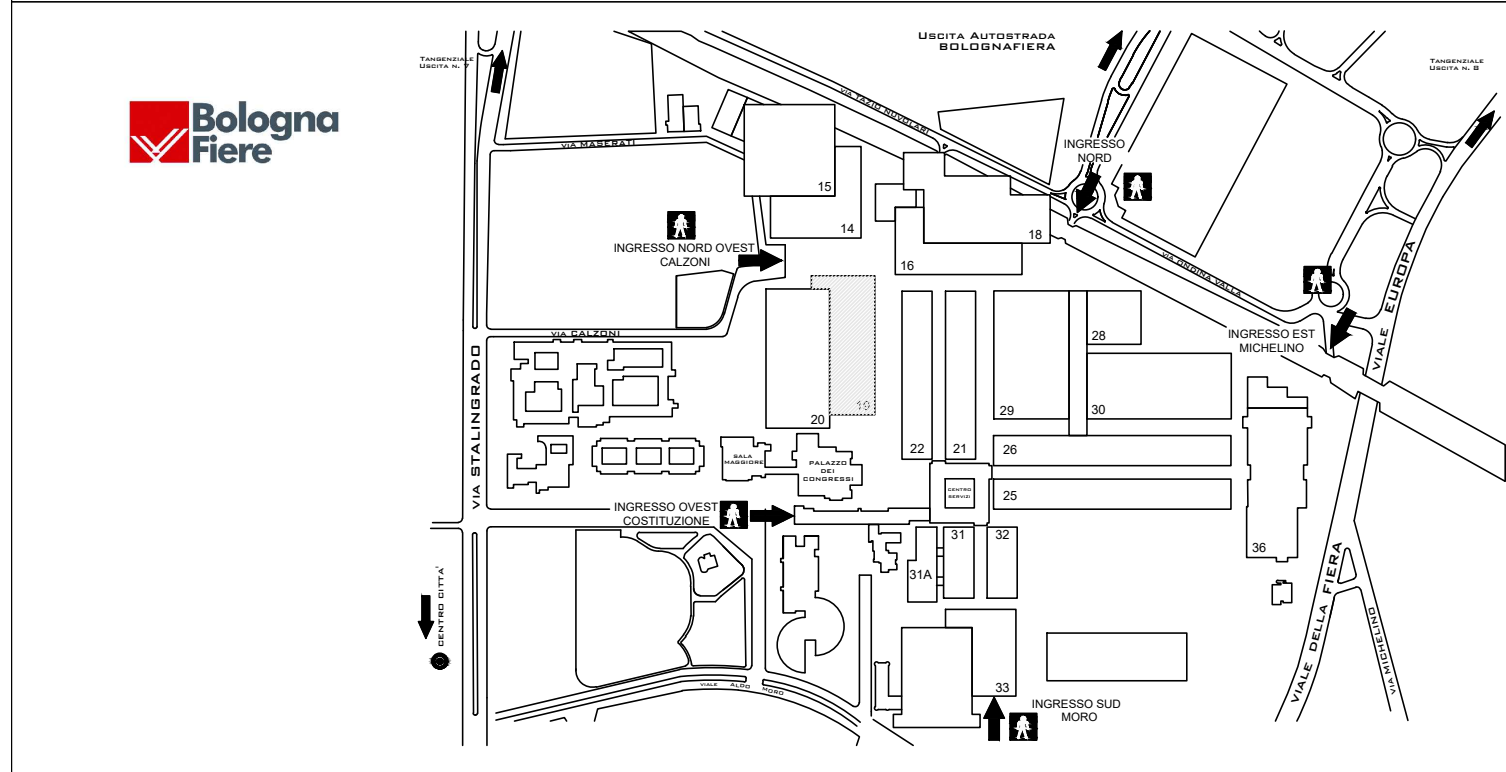 Bologna
Fiere
TANGENZIALE
USCITA N. 7
USCITA AUTOSTRADA
BOLOGNAFIERA
TANGENZIALE
USCITA N. 8
VIA TAZIO NUVOLARI
INGRESSO
NORD
VIA MASERATI
15
14
18
16
INGRESSO NORD OVEST
CALZONI
VIA ONDINA VALLA
VIALE EUROPA
VIA CALZONI
INGRESSO EST
MICHELINO
28
19
20
29
30
VIA STALINGRADO
22
21
26
SALA
MAGGIORE
PALAZZO
DEI
CONGRESSI
CENTRO
SERVIZI
25
INGRESSO OVEST
COSTITUZIONE
31
32
36
31A
CENTRO CITTA'
VIALE DELLA FIERA
VIA MICHELINO
VIALE ALDO MORO
33
INGRESSO SUD
MORO